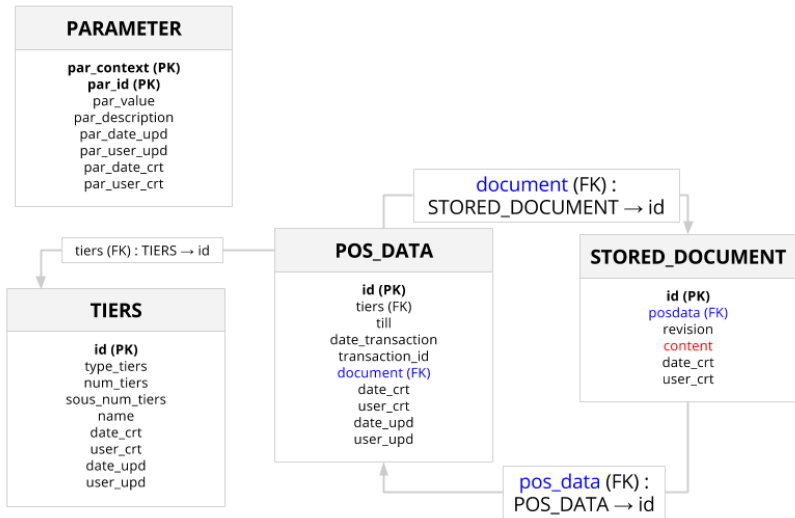 PARAMETER
par_context (PK)
par_id (PK)
par_value
par_description
par_date_upd
par_user_upd
par_date_crt
par_user_crt
document (FK) :
STORED_DOCUMENT → id
tiers (FK) : TIERS → id
TIERS
id (PK)
type_tiers
num_tiers
sous_num_tiers
name
date_crt
user_crt
date_upd
user_upd
POS_DATA
id (PK)
tiers (FK)
till
date_transaction
transaction_id
document (FK)
date_crt
user_crt
date_upd
user_upd
STORED_DOCUMENT
id (PK)
posdata (FK)
revision
content
date_crt
user_crt
pos_data (FK) :
POS_DATA → id